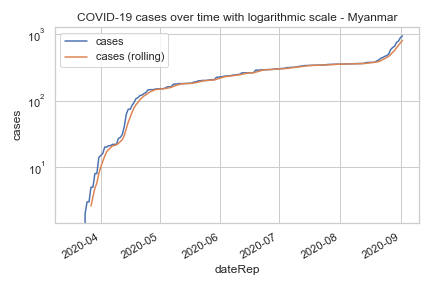 COVID-19 cases over time with logarithmic scale - Myanmar
cases
cases (rolling)
10³
10²
10¹
cases
2020-04
2020-05
2020-06
2020-07
2020-08
2020-09
dateRep